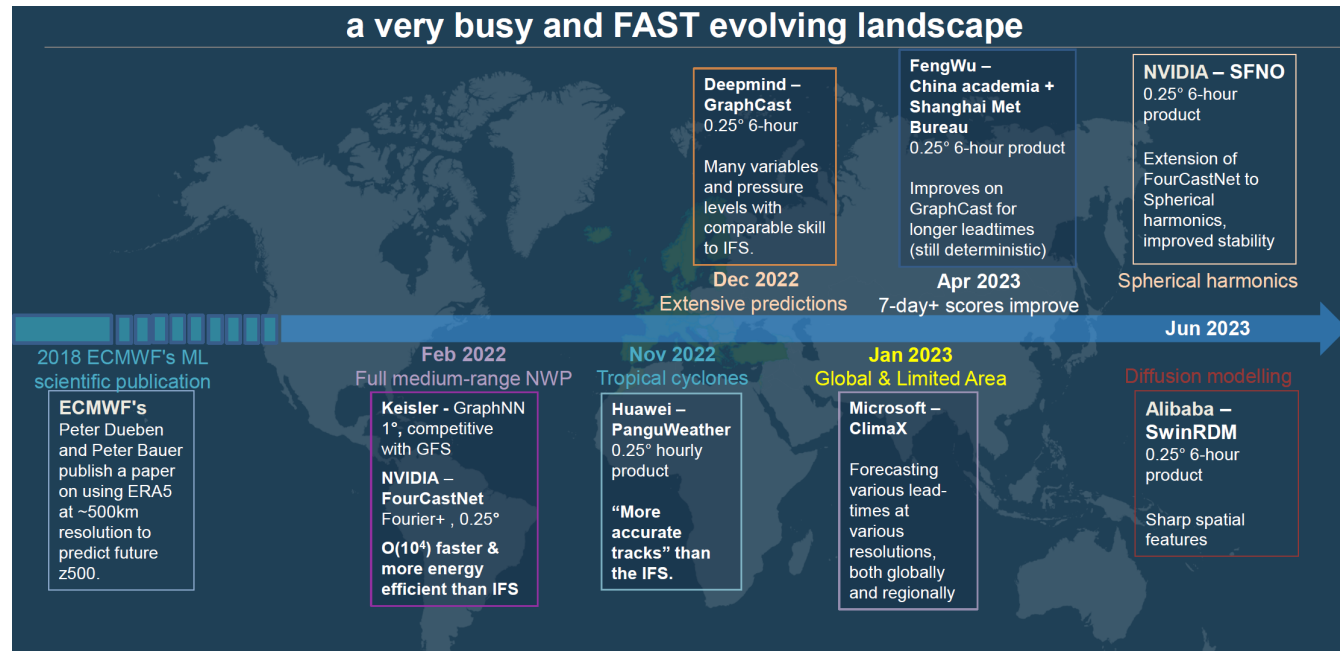 a very busy and FAST evolving landscape
Deepmind –
GraphCast
0.25° 6-hour
Many variables
and pressure
levels with
comparable skill
to IFS.
Dec 2022
Extensive predictions
FengWu –
China academia +
Shanghai Met
Bureau
0.25° 6-hour product
Improves on
GraphCast for
longer leadtimes
(still deterministic)
Apr 2023
7-day+ scores improve
NVIDIA – SFNO
0.25° 6-hour
product
Extension of
FourCastNet to
Spherical
harmonics,
improved stability
Spherical harmonics
Jun 2023
2018 ECMWF's ML
scientific publication
ECMWF's
Peter Dueben
and Peter Bauer
publish a paper
on using ERA5
at ~500km
resolution to
predict future
z500.
Feb 2022
Full medium-range NWP
Keisler - GraphNN
1°, competitive
with GFS
NVIDIA –
FourCastNet
Fourier+ , 0.25°
O(10⁴) faster &
more energy
efficient than IFS
Nov 2022
Tropical cyclones
Huawei –
PanguWeather
0.25° hourly
product
“More
accurate
tracks” than
the IFS.
Jan 2023
Global & Limited Area
Microsoft –
ClimaX
Forecasting
various lead-
times at
various
resolutions,
both globally
and regionally
Diffusion modelling
Alibaba –
SwinRDM
0.25° 6-hour
product
Sharp spatial
features